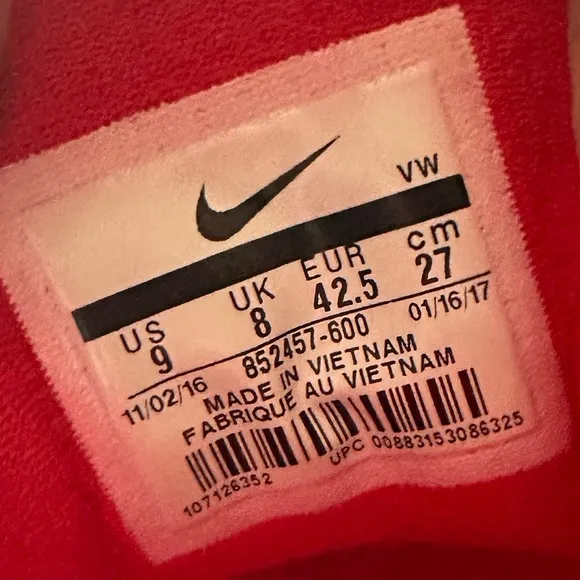 VW
US UK EUR cm
9 8 42.5 27
11/02/16 852457-600 01/16/17
MADE IN VIETNAM
FABRIQUE AU VIETNAM
107126352 UPC 00883153086325